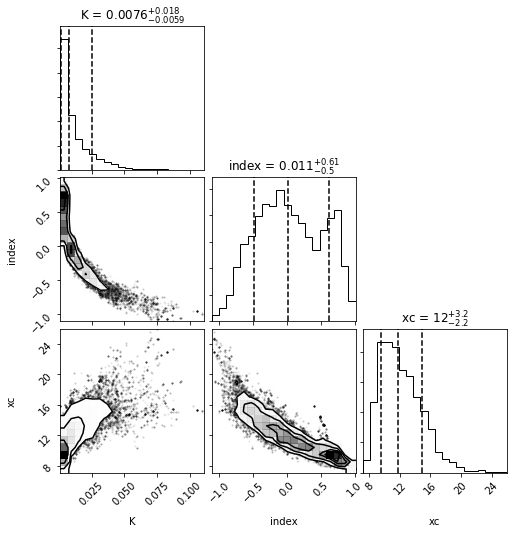 K = 0.0076+0.018−0.0059
index = 0.011+0.61−0.5
1.0
0.5
0.0
−0.5
−1.0
index
xc = 12+3.2−2.2
24
20
16
12
8
xc
0.025 0.050 0.075 0.100
−1.0 −0.5 0.0 0.5 1.0
8 12 16 20 24
K index xc